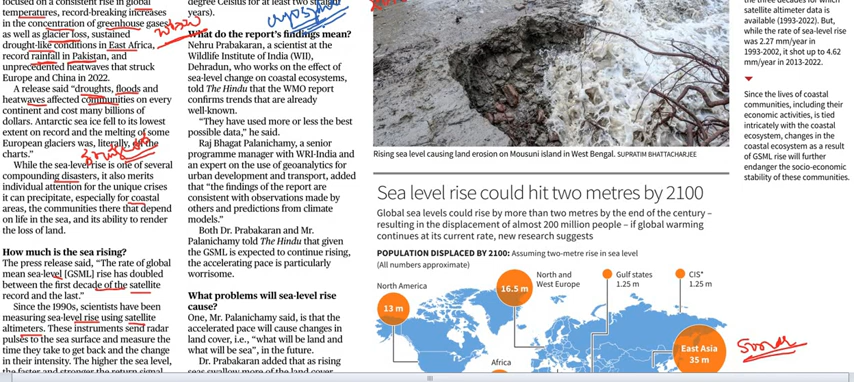 focused on a consistent rise in global
temperatures, record-breaking increases
in the concentration of greenhouse gases
as well as glacier loss, sustained
drought-like conditions in East Africa,
record rainfall in Pakistan, and
unprecedented heatwaves that struck
Europe and China in 2022.
A release said “droughts, floods and
heatwaves affected communities on every
continent and cost many billions of
dollars. Antarctic sea ice fell to its lowest
extent on record and the melting of some
European glaciers was, literally, off the
charts.”
While the sea-level rise is one of several
compounding disasters, it also merits
individual attention for the unique crises
it can precipitate, especially for coastal
areas, the communities there that depend
on life in the sea, and its ability to render
the loss of land.
How much is the sea rising?
The press release said, “The rate of global
mean sea-level [GSML] rise has doubled
between the first decade of the satellite
record and the last.”
Since the 1990s, scientists have been
measuring sea-level rise using satellite
altimeters. These instruments send radar
pulses to the sea surface and measure the
time they take to get back and the change
in their intensity. The higher the sea level,
the faster and stronger the return signal.
degree Celsius for at least two straight
years).
What do the report’s findings mean?
Nehru Prabakaran, a scientist at the
Wildlife Institute of India (WII),
Dehradun, who works on the effect of
sea-level change on coastal ecosystems,
told The Hindu that the WMO report
confirms trends that are already
well-known.
“They have used more or less the best
possible data,” he said.
Raj Bhagat Palanichamy, a senior
programme manager with WRI-India and
an expert on the use of geoanalytics for
urban development and transport, added
that “the findings of the report are
consistent with observations made by
others and predictions from climate
models.”
Both Dr. Prabakaran and Mr.
Palanichamy told The Hindu that given
the GSML is expected to continue rising,
the accelerating pace is particularly
worrisome.
What problems will sea-level rise
cause?
One, Mr. Palanichamy said, is that the
accelerated pace will cause changes in
land cover, i.e., “what will be land and
what will be sea”, in the future.
Dr. Prabakaran added that as rising
seas swallow more of the land cover,
Rising sea level causing land erosion on Mousuni island in West Bengal. SUPRATIM BHATTACHARJEE
Sea level rise could hit two metres by 2100
Global sea levels could rise by more than two metres by the end of the century –
resulting in the displacement of almost 200 million people – if global warming
continues at its current rate, new research suggests
POPULATION DISPLACED BY 2100: Assuming two-metre rise in sea level
(All numbers approximate)
North America
13 m
16.5 m
North and
West Europe
Gulf states
1.25 m
CIS*
1.25 m
Africa
East Asia
35 m
the three decades for which
satellite altimeter data is
available (1993-2022). But,
while the rate of sea-level rise
was 2.27 mm/year in
1993-2002, it shot up to 4.62
mm/year in 2013-2022.
Since the lives of coastal
communities, including their
economic activities, is tied
intricately with the coastal
ecosystem, changes in the
coastal ecosystem as a result
of GSML rise will further
endanger the socio-economic
stability of these communities.